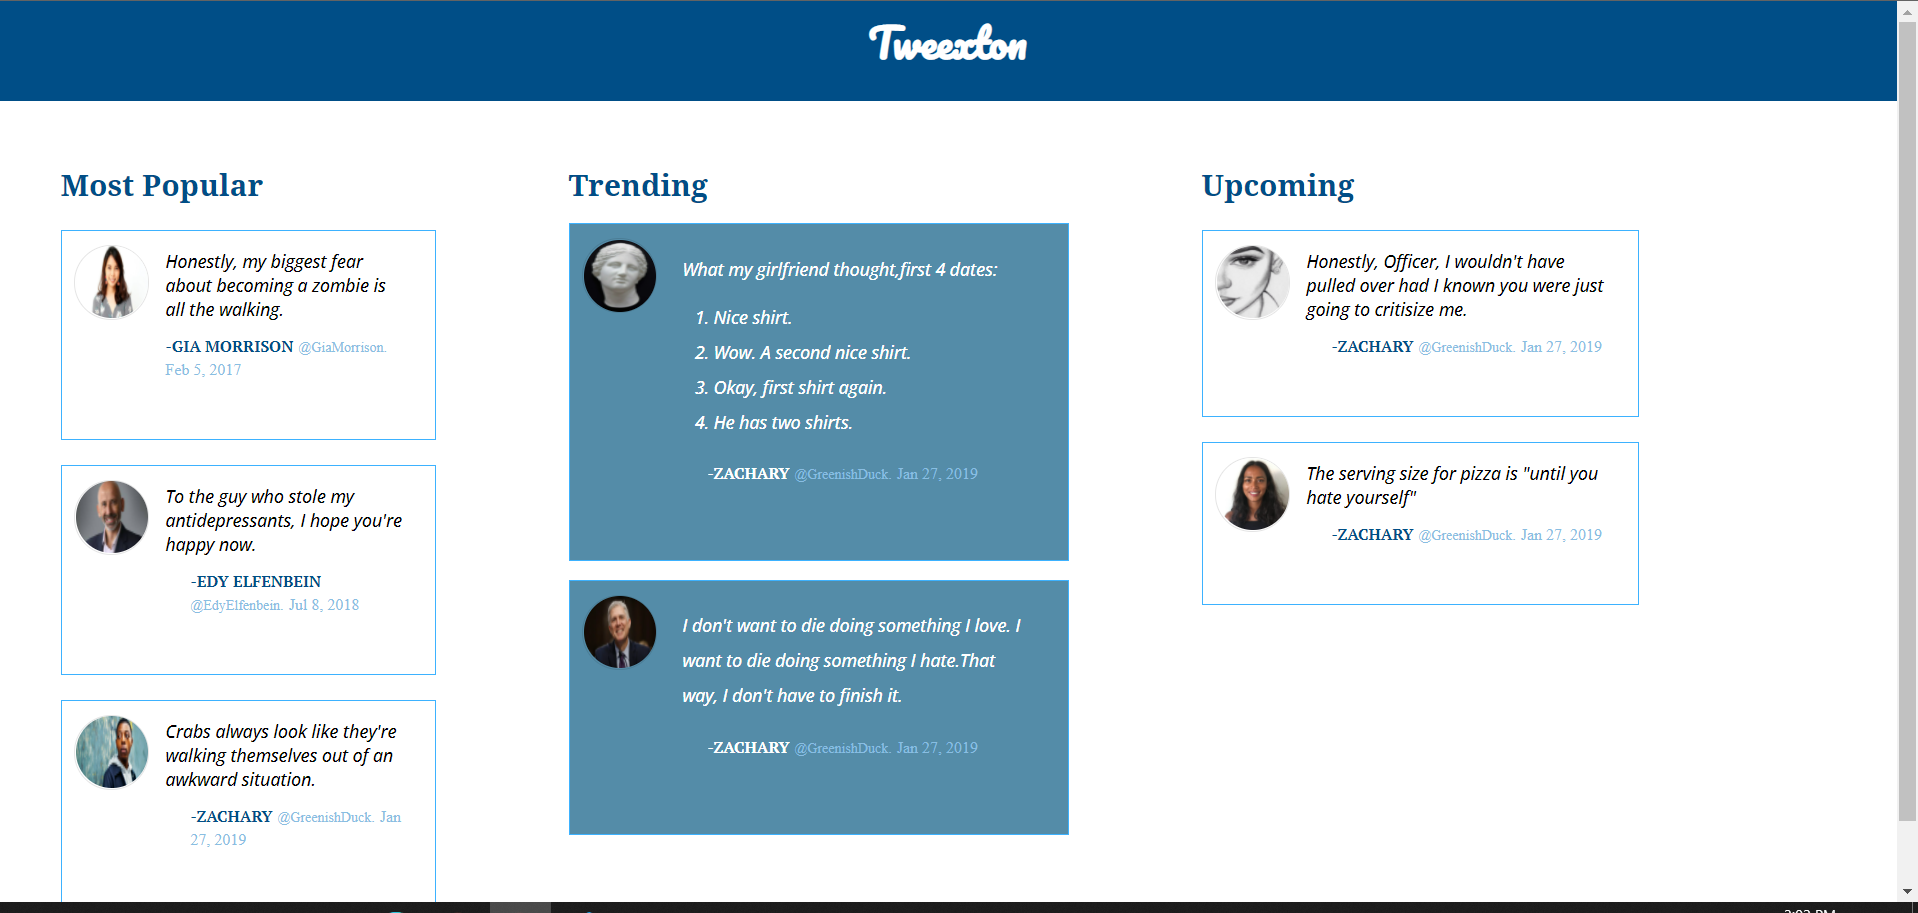 Tweexton
Most Popular
Honestly, my biggest fear
about becoming a zombie is
all the walking.
-GIA MORRISON @GiaMorrison.
Feb 5, 2017
To the guy who stole my
antidepressants, I hope you're
happy now.
-EDY ELFENBEIN
@EdyElfenbein. Jul 8, 2018
Crabs always look like they're
walking themselves out of an
awkward situation.
-ZACHARY @GreenishDuck. Jan
27, 2019
Trending
What my girlfriend thought,first 4 dates:
1. Nice shirt.
2. Wow. A second nice shirt.
3. Okay, first shirt again.
4. He has two shirts.
-ZACHARY @GreenishDuck. Jan 27, 2019
I don't want to die doing something I love. I
want to die doing something I hate.That
way, I don't have to finish it.
-ZACHARY @GreenishDuck. Jan 27, 2019
Upcoming
Honestly, Officer, I wouldn't have
pulled over had I known you were just
going to critisize me.
-ZACHARY @GreenishDuck. Jan 27, 2019
The serving size for pizza is "until you
hate yourself"
-ZACHARY @GreenishDuck. Jan 27, 2019